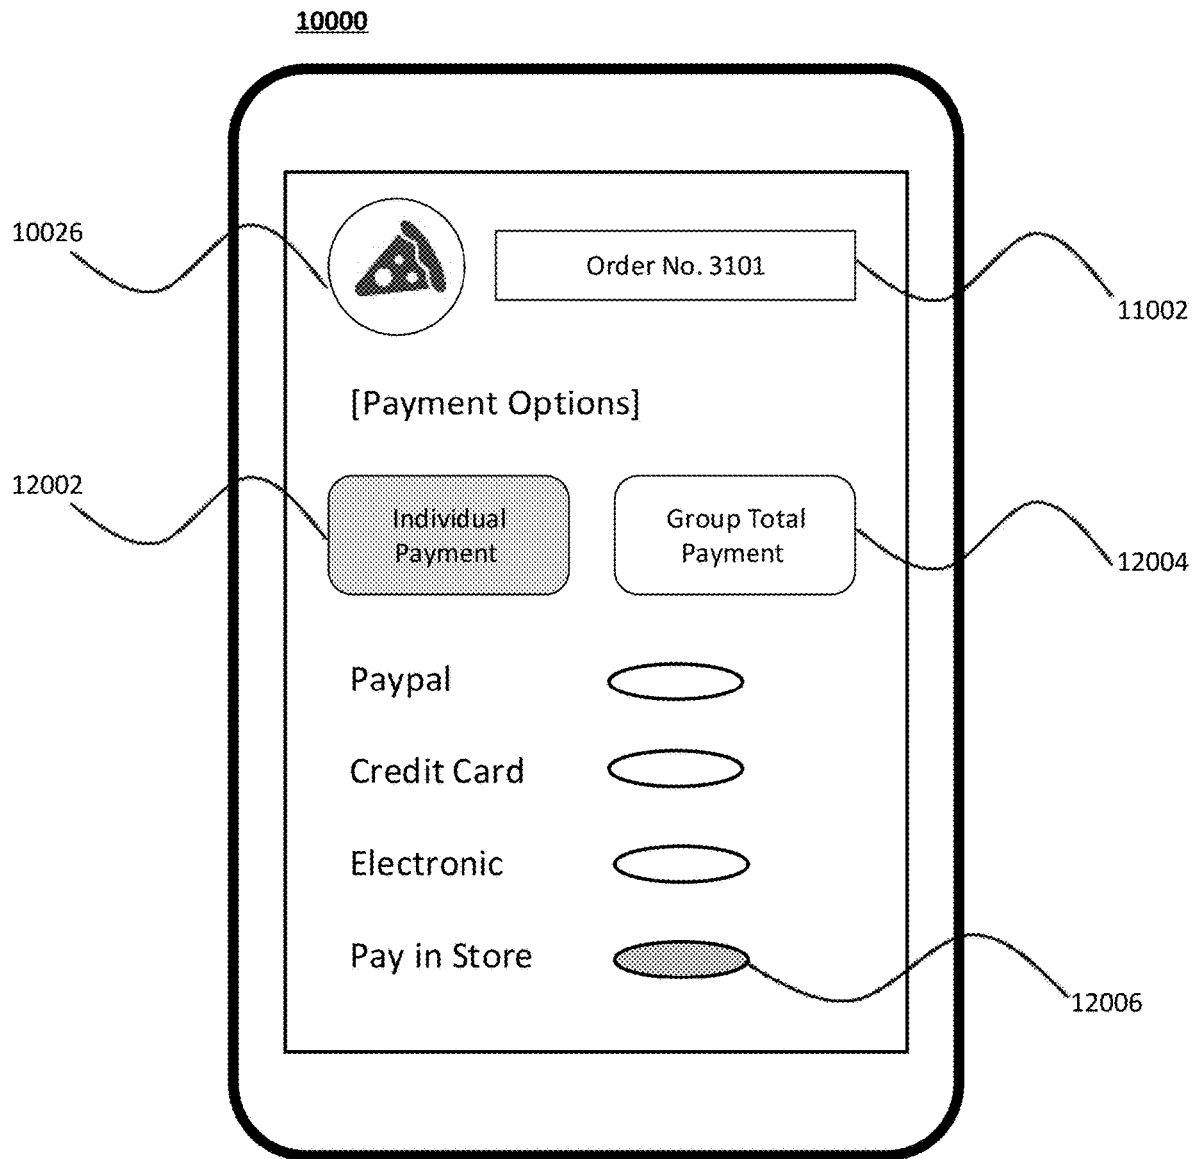 10000
10026
Order No. 3101
11002
[Payment Options]
12002
Individual
Payment
Group Total
Payment
12004
Paypal
Credit Card
Electronic
Pay in Store
12006